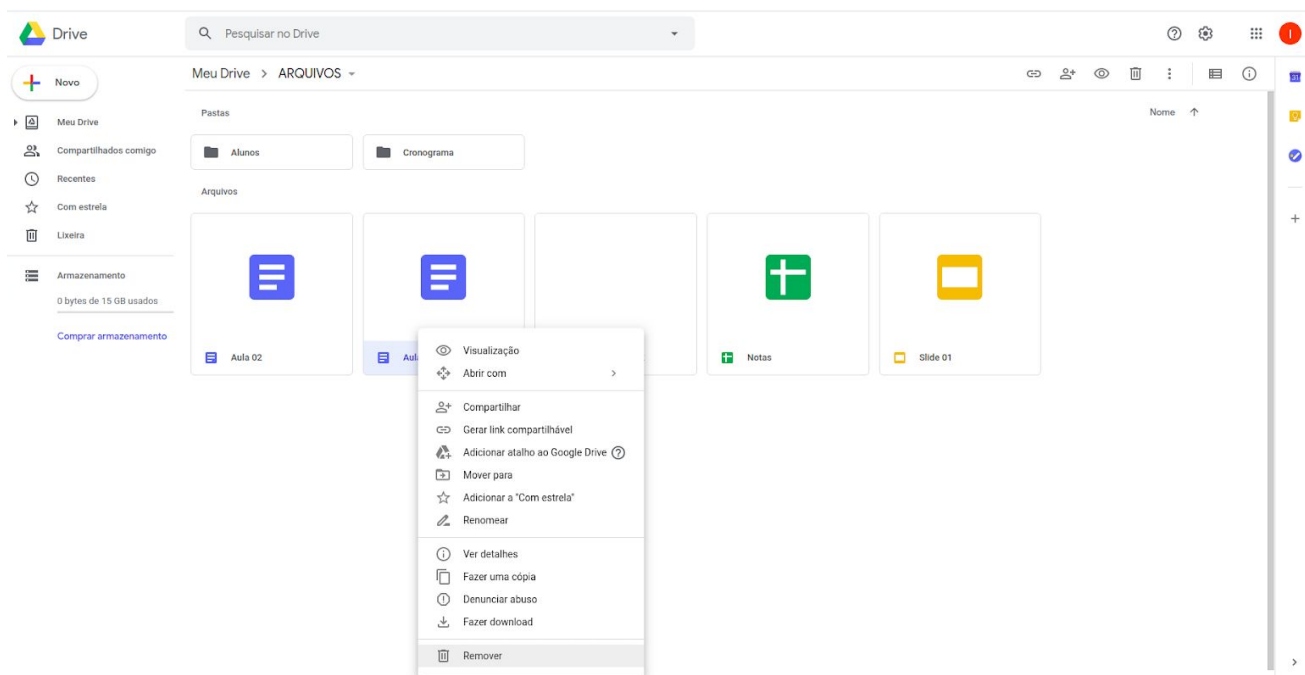 Drive
Pesquisar no Drive
I
Novo
Meu Drive > ARQUIVOS
31
Meu Drive
Compartilhados comigo
Recentes
Com estrela
Lixeira
Armazenamento
0 bytes de 15 GB usados
Comprar armazenamento
Pastas
Nome
Alunos
Cronograma
Arquivos
Aula 02
Notas
Slide 01
Visualização
Abrir com
Compartilhar
Gerar link compartilhável
Adicionar atalho ao Google Drive
Mover para
Adicionar a "Com estrela"
Renomear
Ver detalhes
Fazer uma cópia
Denunciar abuso
Fazer download
Remover